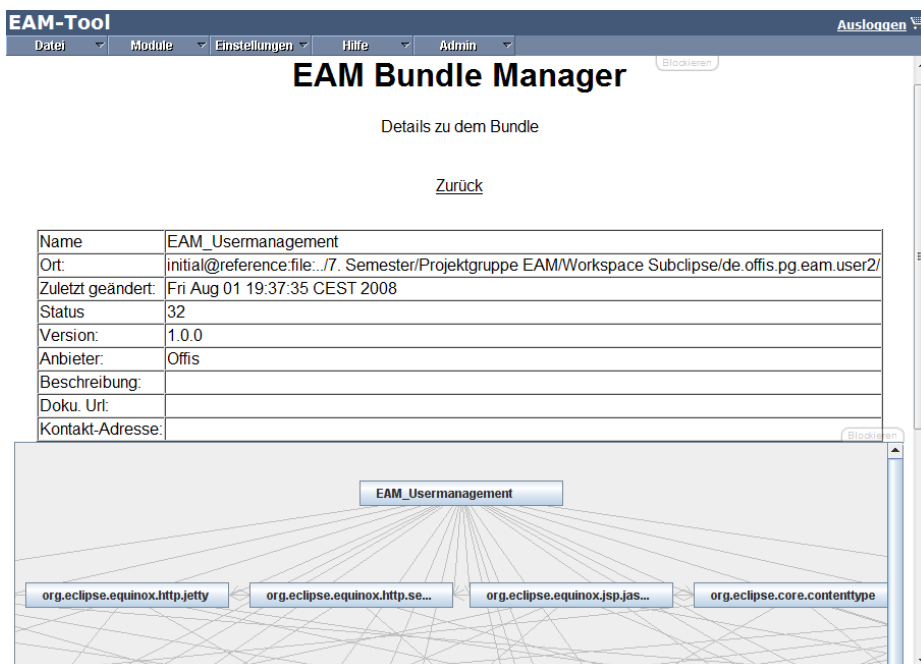 EAM-Tool
Ausloggen
Datei Module Einstellungen Hilfe Admin
Blockieren
EAM Bundle Manager
Details zu dem Bundle
Zurück
Name EAM_Usermanagement
Ort: initial@reference:file:../7. Semester/Projektgruppe EAM/Workspace Subclipse/de.offis.pg.eam.user2/
Zuletzt geändert: Fri Aug 01 19:37:35 CEST 2008
Status 32
Version: 1.0.0
Anbieter: Offis
Beschreibung:
Doku. Url:
Kontakt-Adresse:
Blockieren
EAM_Usermanagement
org.eclipse.equinox.http.jetty org.eclipse.equinox.http.se... org.eclipse.equinox.jsp.jas... org.eclipse.core.contenttype